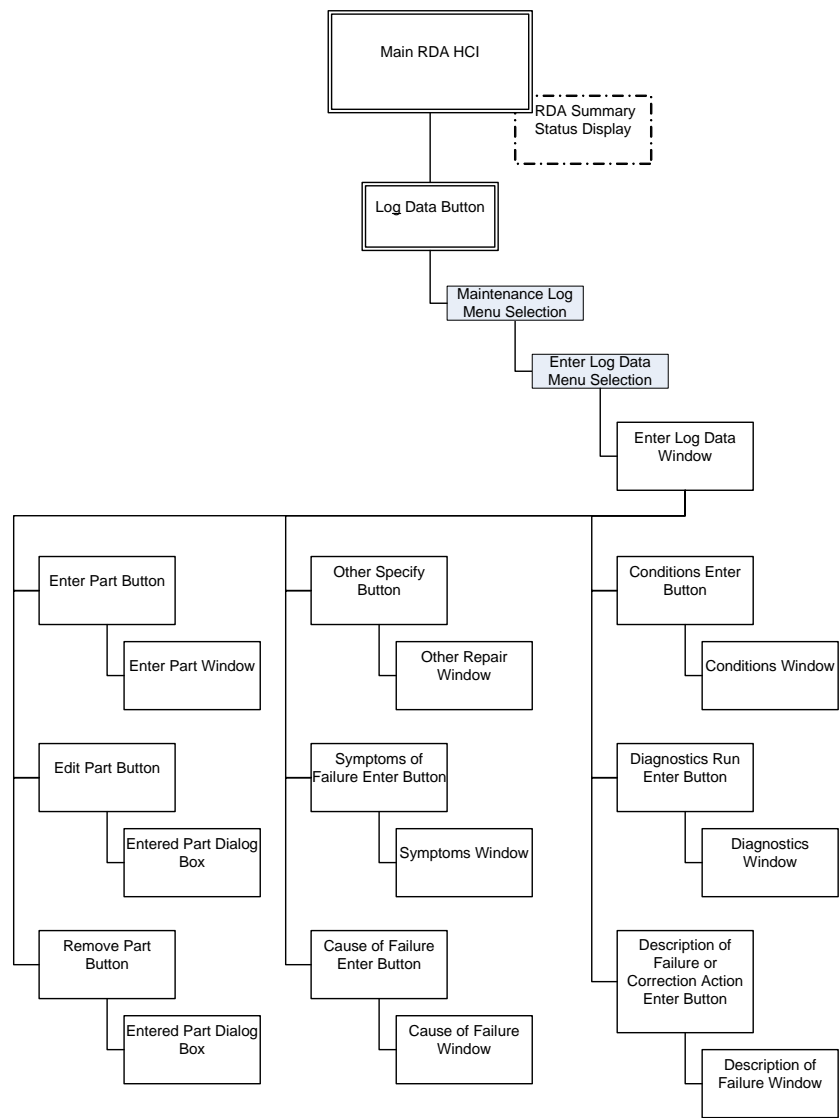 Main RDA HCI
RDA Summary
Status Display
Log Data Button
Maintenance Log
Menu Selection
Enter Log Data
Menu Selection
Enter Log Data
Window
Enter Part Button
Enter Part Window
Edit Part Button
Entered Part Dialog
Box
Remove Part
Button
Entered Part Dialog
Box
Other Specify
Button
Other Repair
Window
Symptoms of
Failure Enter Button
Symptoms Window
Cause of Failure
Enter Button
Cause of Failure
Window
Conditions Enter
Button
Conditions Window
Diagnostics Run
Enter Button
Diagnostics
Window
Description of
Failure or
Correction Action
Enter Button
Description of
Failure Window